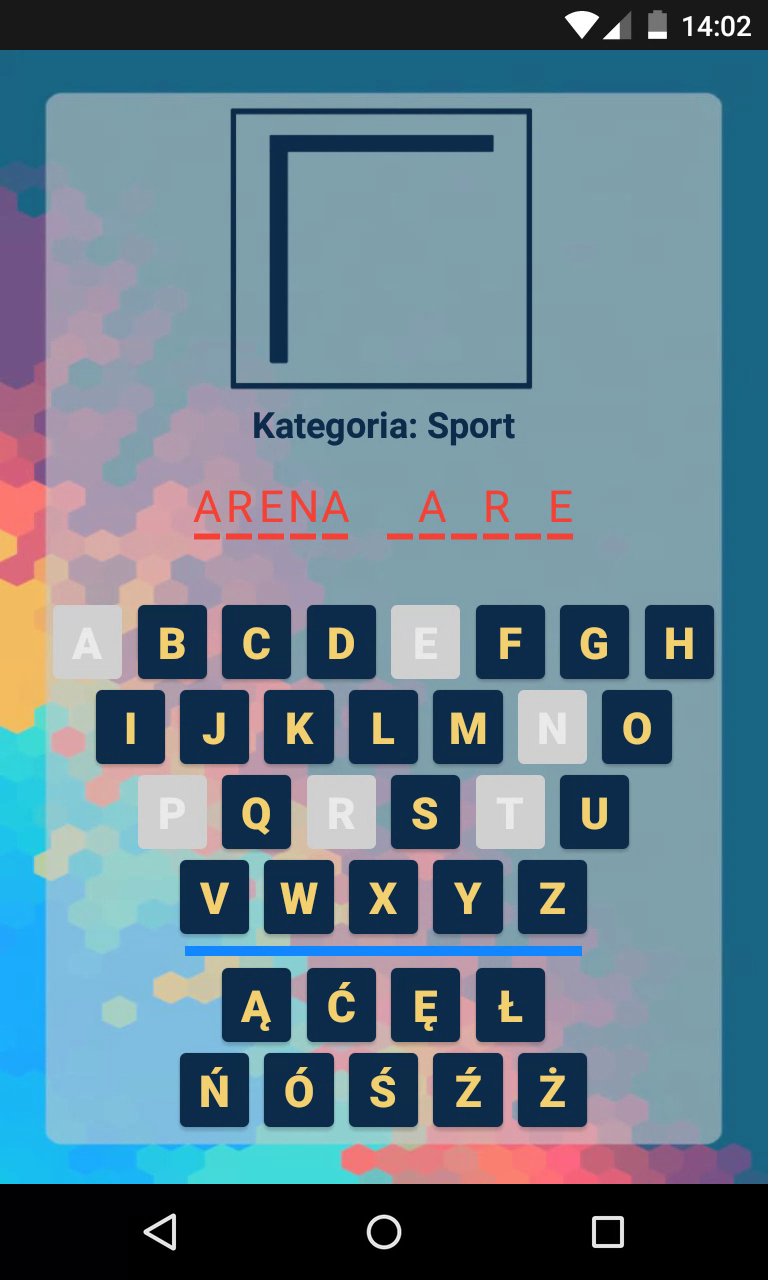 14:02
Kategoria: Sport
ARENA _A_R_E
A B C D E F G H
I J K L M N O
P Q R S T U
V W X Y Z
Ą Ć Ę Ł
Ń Ó Ś Ź Ż